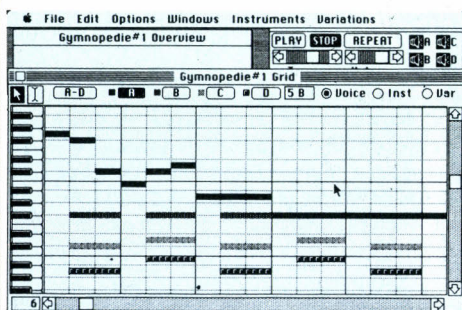 File Edit Options Windows Instruments Variations
Gymnopedie#1 Overview
PLAY STOP REPEAT A C
B D
Gymnopedie#1 Grid
A-D A B C D 5 B Voice Inst Var
6